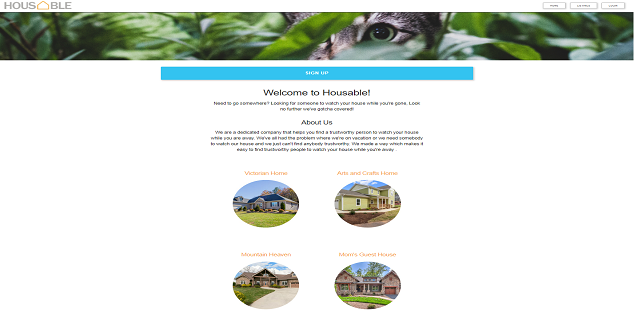 HOUSABLE
HOME
LISTINGS
LOGIN
SIGN UP
Welcome to Housable!
Need to go somewhere? Looking for someone to watch your house while you're gone. Look
no further we've gotcha covered!
About Us
We are a dedicated company that helps you find a trustworthy person to watch your house
while you are away. We've all had the problem where we're on vacation or we need somebody
to watch our house and we just can't find anybody trustworthy. We made a way which makes it
easy to find trustworthy people to watch your house while you're away.
Victorian Home
Arts and Crafts Home
Mountain Heaven
Mom's Guest House